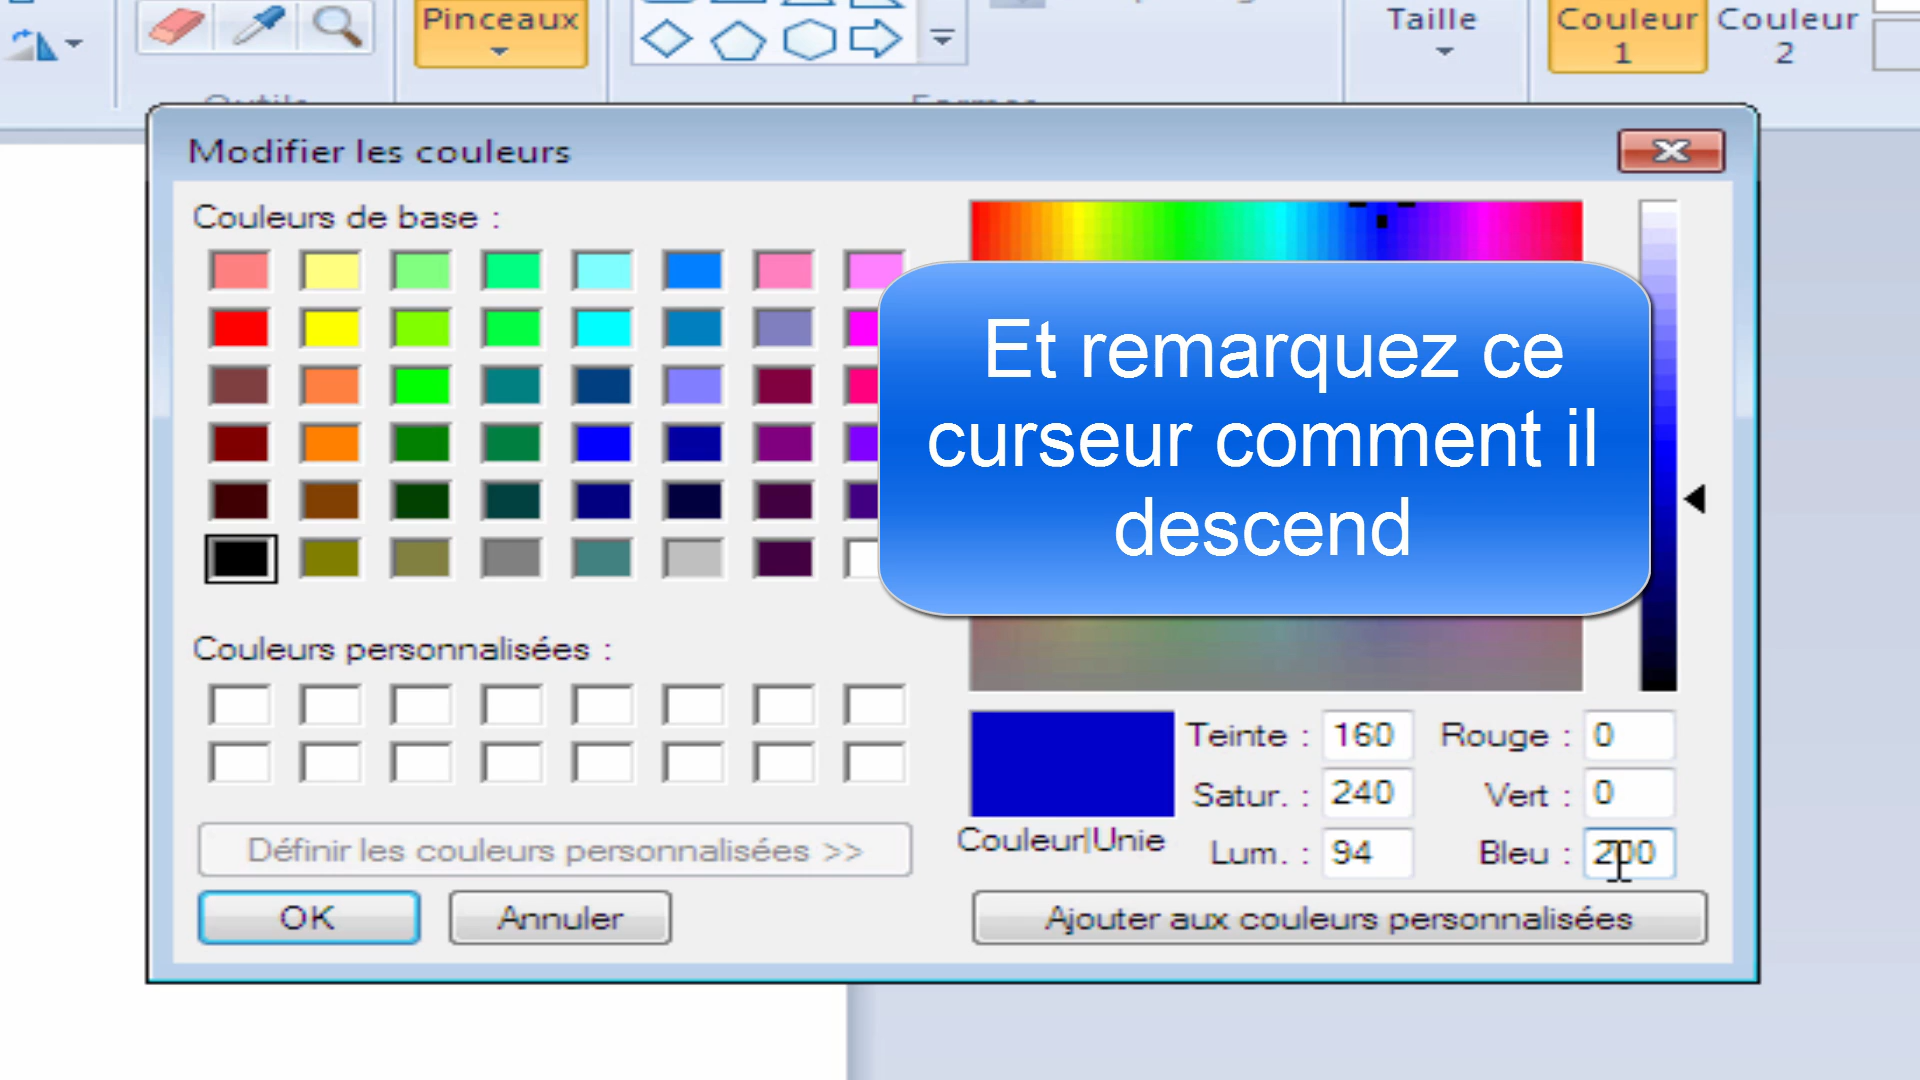 Pinceaux
Taille
Couleur
1
Couleur
2
Modifier les couleurs
Couleurs de base :
Et remarquez ce
curseur comment il
descend
Couleurs personnalisées :
Teinte : 160
Rouge : 0
Satur. : 240
Vert : 0
Couleur|Unie
Lum. : 94
Bleu : 200
Définir les couleurs personnalisées >>
OK
Annuler
Ajouter aux couleurs personnalisées